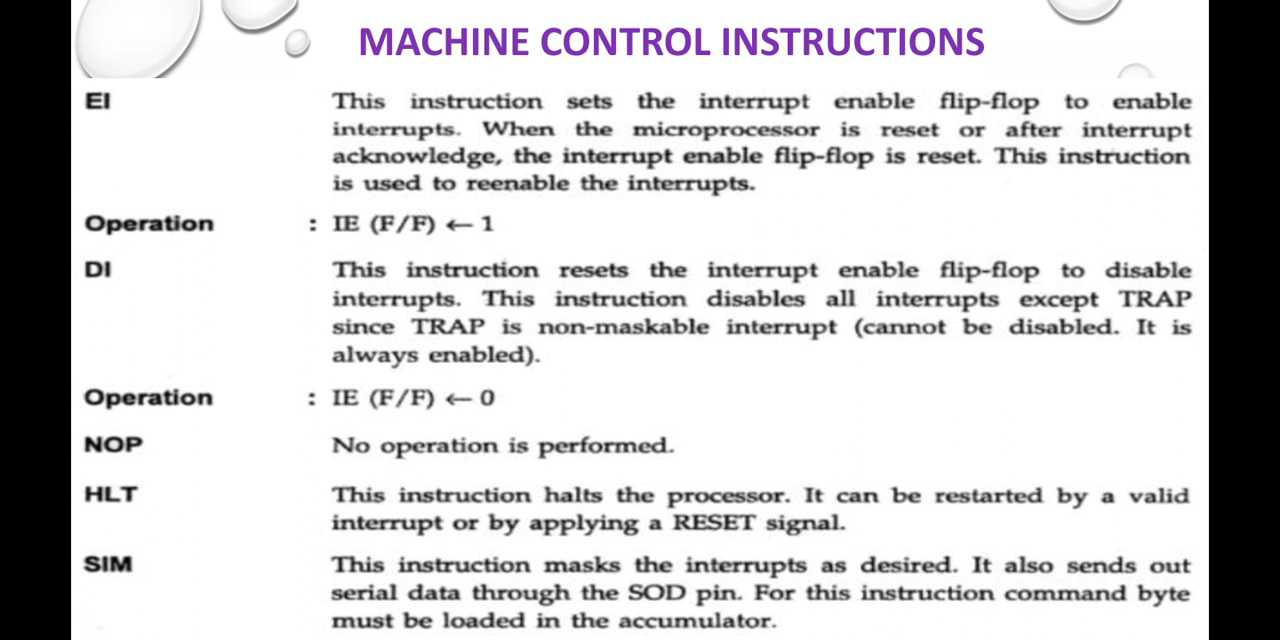 MACHINE CONTROL INSTRUCTIONS
EI This instruction sets the interrupt enable flip-flop to enable
interrupts. When the microprocessor is reset or after interrupt
acknowledge, the interrupt enable flip-flop is reset. This instruction
is used to reenable the interrupts.
Operation : IE (F/F) ← 1
DI This instruction resets the interrupt enable flip-flop to disable
interrupts. This instruction disables all interrupts except TRAP
since TRAP is non-maskable interrupt (cannot be disabled. It is
always enabled).
Operation : IE (F/F) ← 0
NOP No operation is performed.
HLT This instruction halts the processor. It can be restarted by a valid
interrupt or by applying a RESET signal.
SIM This instruction masks the interrupts as desired. It also sends out
serial data through the SOD pin. For this instruction command byte
must be loaded in the accumulator.